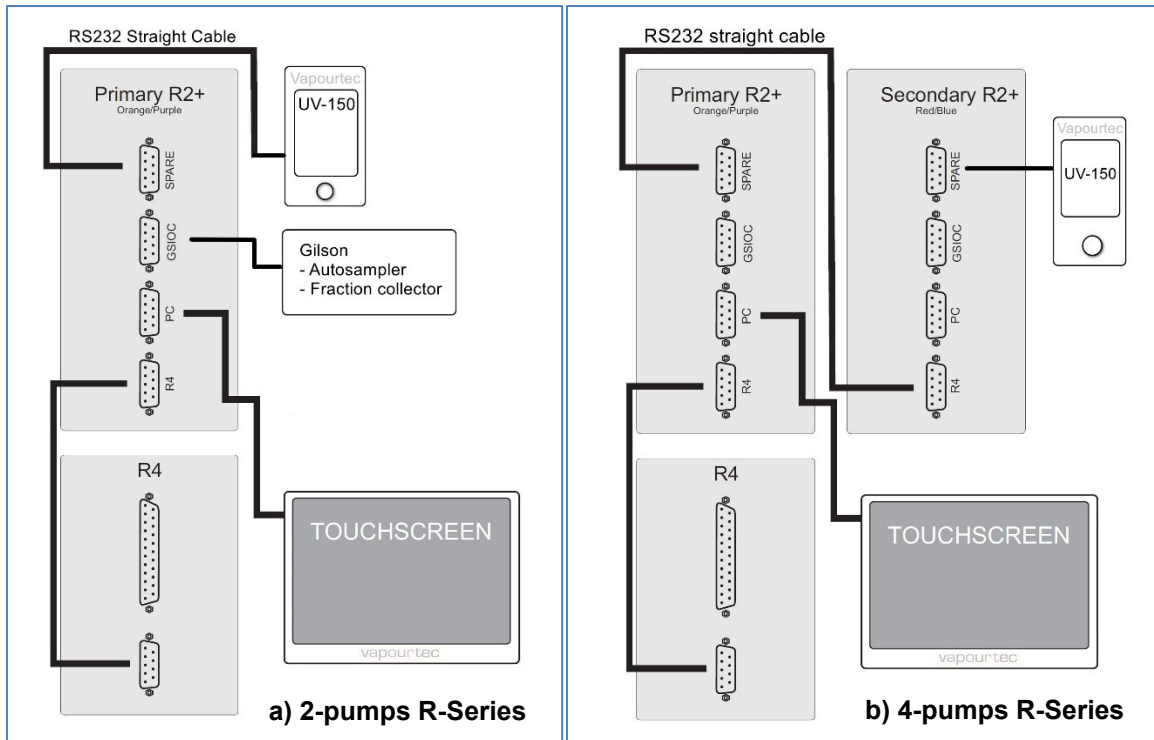 RS232 Straight Cable
Vapourtec
UV-150
Primary R2+
Orange/Purple
SPARE
GSIOC
PC
R4
Gilson
- Autosampler
- Fraction collector
R4
TOUCHSCREEN
vapourtec
a) 2-pumps R-Series
RS232 straight cable
Primary R2+
Orange/Purple
SPARE
GSIOC
PC
R4
Secondary R2+
Red/Blue
SPARE
GSIOC
PC
R4
Vapourtec
UV-150
R4
TOUCHSCREEN
vapourtec
b) 4-pumps R-Series